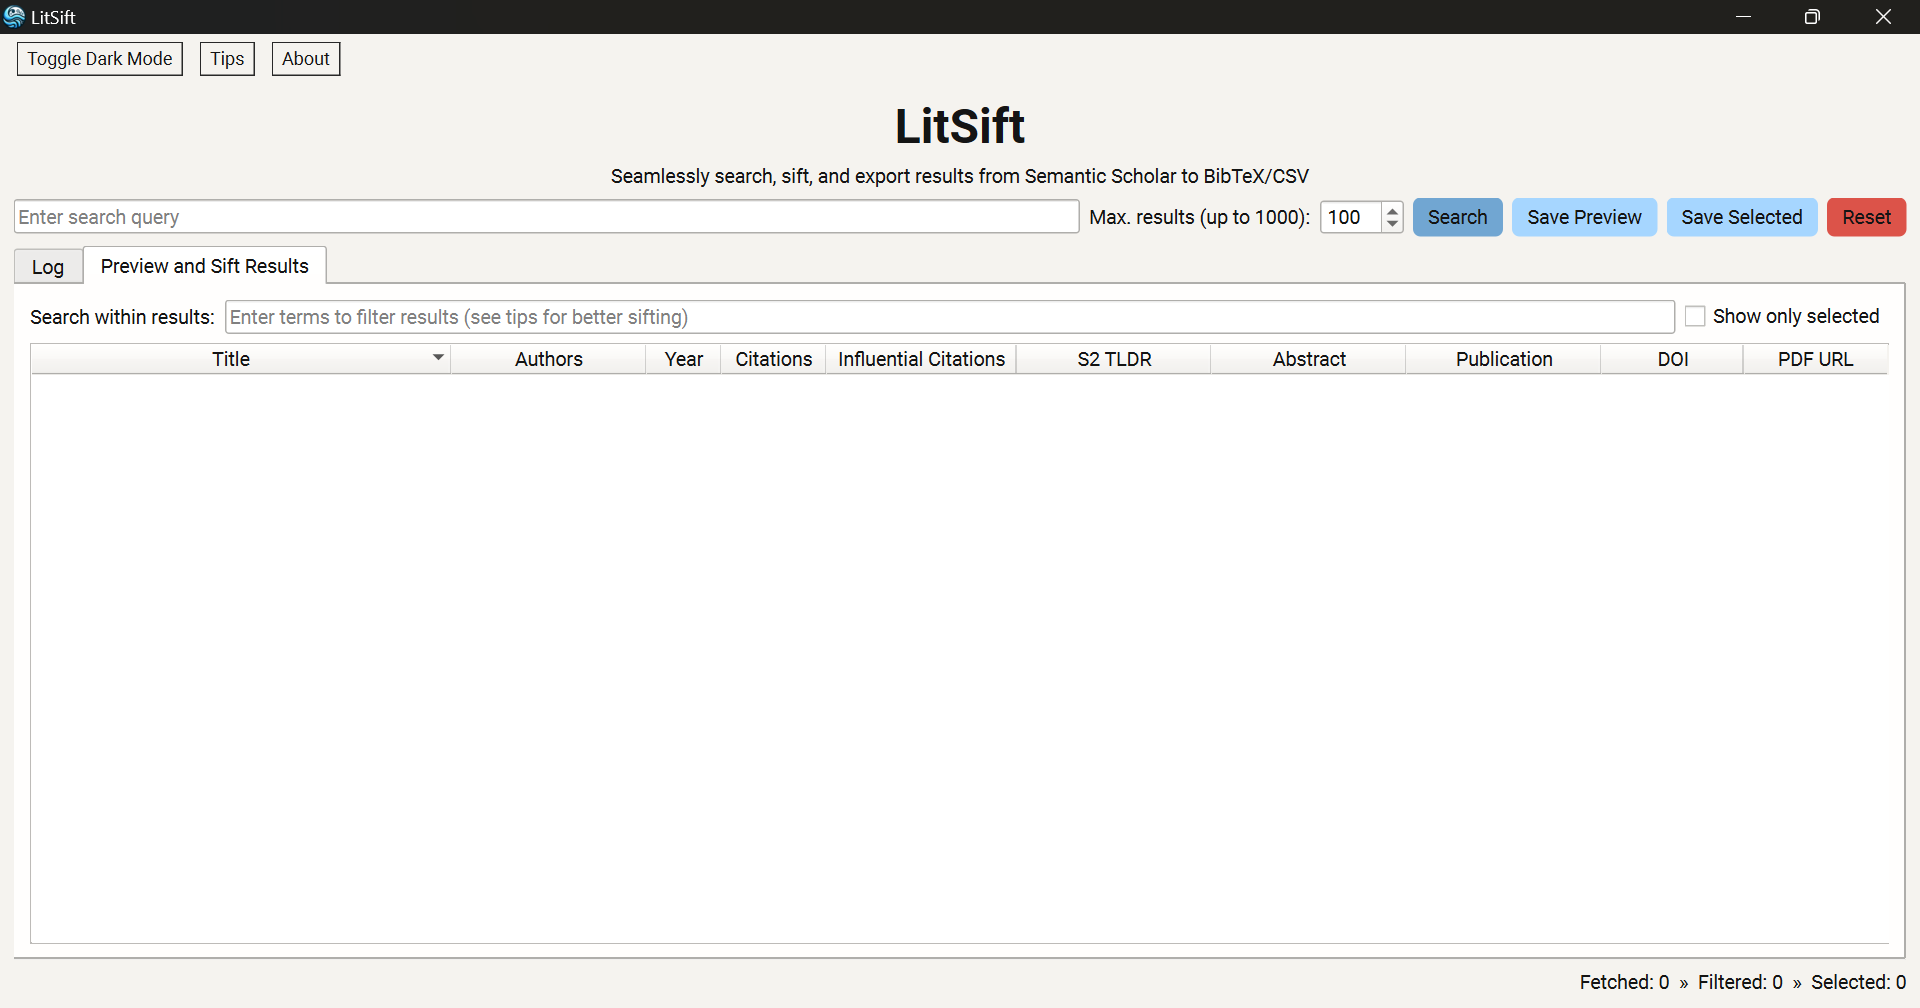 LitSift
Toggle Dark Mode Tips About
LitSift
Seamlessly search, sift, and export results from Semantic Scholar to BibTeX/CSV
Enter search query Max. results (up to 1000): 100 Search Save Preview Save Selected Reset
Log Preview and Sift Results
Search within results: Enter terms to filter results (see tips for better sifting) Show only selected
Title Authors Year Citations Influential Citations S2 TLDR Abstract Publication DOI PDF URL
Fetched: 0 » Filtered: 0 » Selected: 0